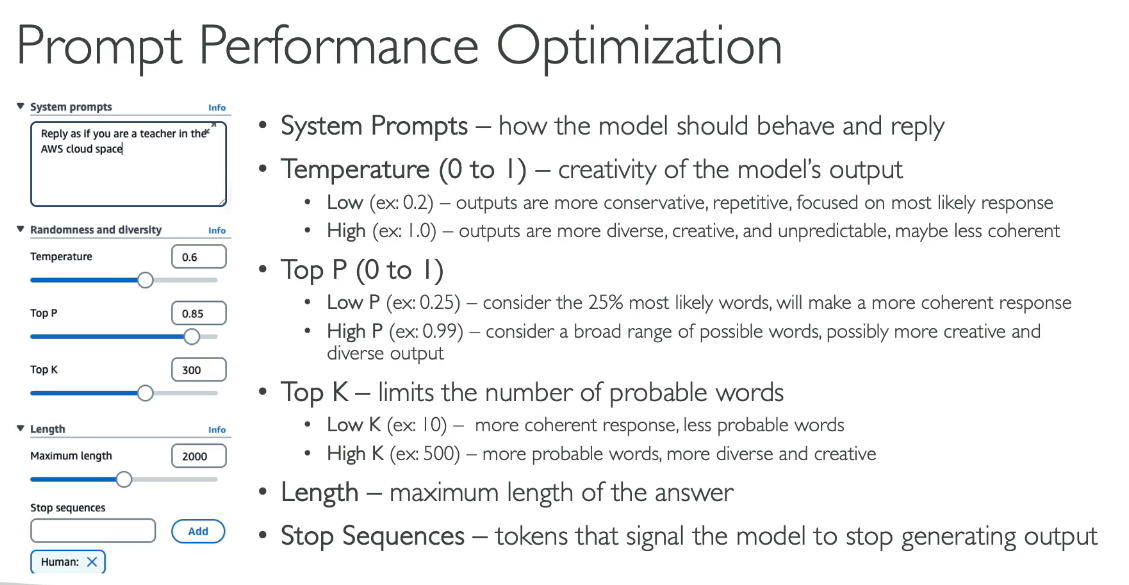 Prompt Performance Optimization
System prompts
Info
Reply as if you are a teacher in the
AWS cloud space
Randomness and diversity
Info
Temperature
0.6
Top P
0.85
Top K
300
Length
Info
Maximum length
2000
Stop sequences
Add
Human:
• System Prompts – how the model should behave and reply
• Temperature (0 to 1) – creativity of the model's output
• Low (ex: 0.2) – outputs are more conservative, repetitive, focused on most likely response
• High (ex: 1.0) – outputs are more diverse, creative, and unpredictable, maybe less coherent
• Top P (0 to 1)
• Low P (ex: 0.25) – consider the 25% most likely words, will make a more coherent response
• High P (ex: 0.99) – consider a broad range of possible words, possibly more creative and
diverse output
• Top K – limits the number of probable words
• Low K (ex: 10) – more coherent response, less probable words
• High K (ex: 500) – more probable words, more diverse and creative
• Length – maximum length of the answer
• Stop Sequences – tokens that signal the model to stop generating output